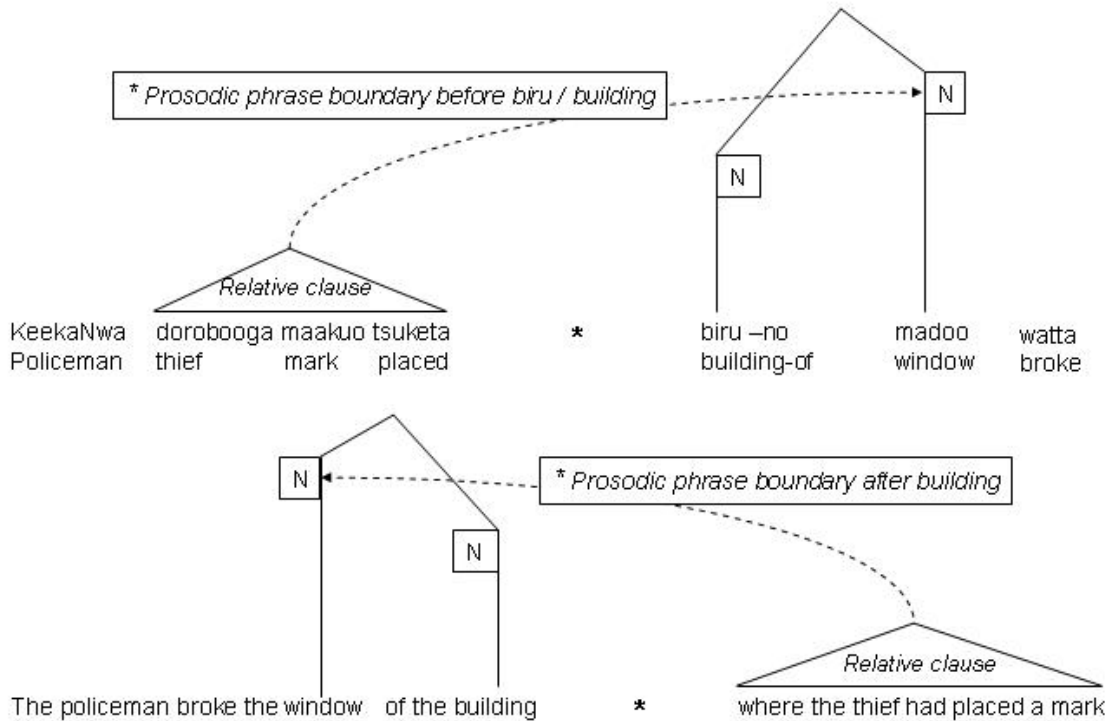 * Prosodic phrase boundary before biru / building
N
N
Relative clause
KeekaNwa dorobooga maakuo tsuketa * biru –no madoo watta
Policeman thief mark placed building-of window broke
N
* Prosodic phrase boundary after building
N
Relative clause
The policeman broke the window of the building * where the thief had placed a mark